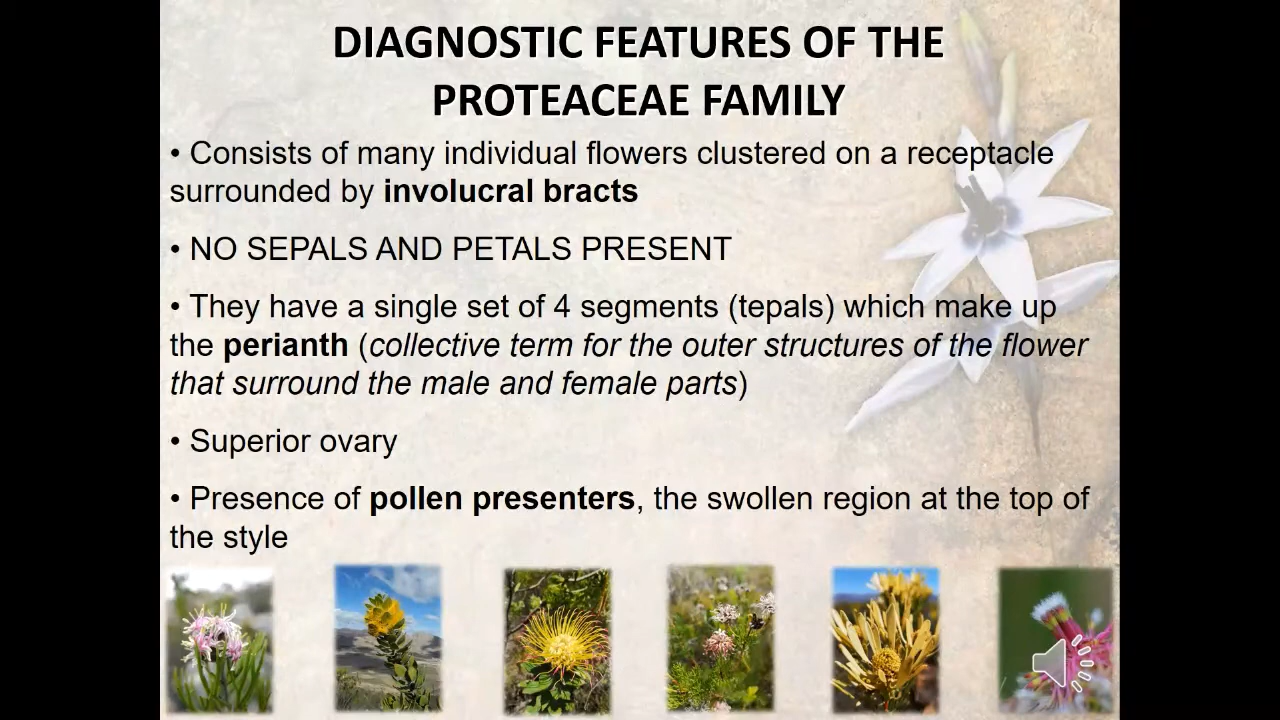 DIAGNOSTIC FEATURES OF THE
PROTEACEAE FAMILY
• Consists of many individual flowers clustered on a receptacle
surrounded by involucral bracts
• NO SEPALS AND PETALS PRESENT
• They have a single set of 4 segments (tepals) which make up
the perianth (collective term for the outer structures of the flower
that surround the male and female parts)
• Superior ovary
• Presence of pollen presenters, the swollen region at the top of
the style